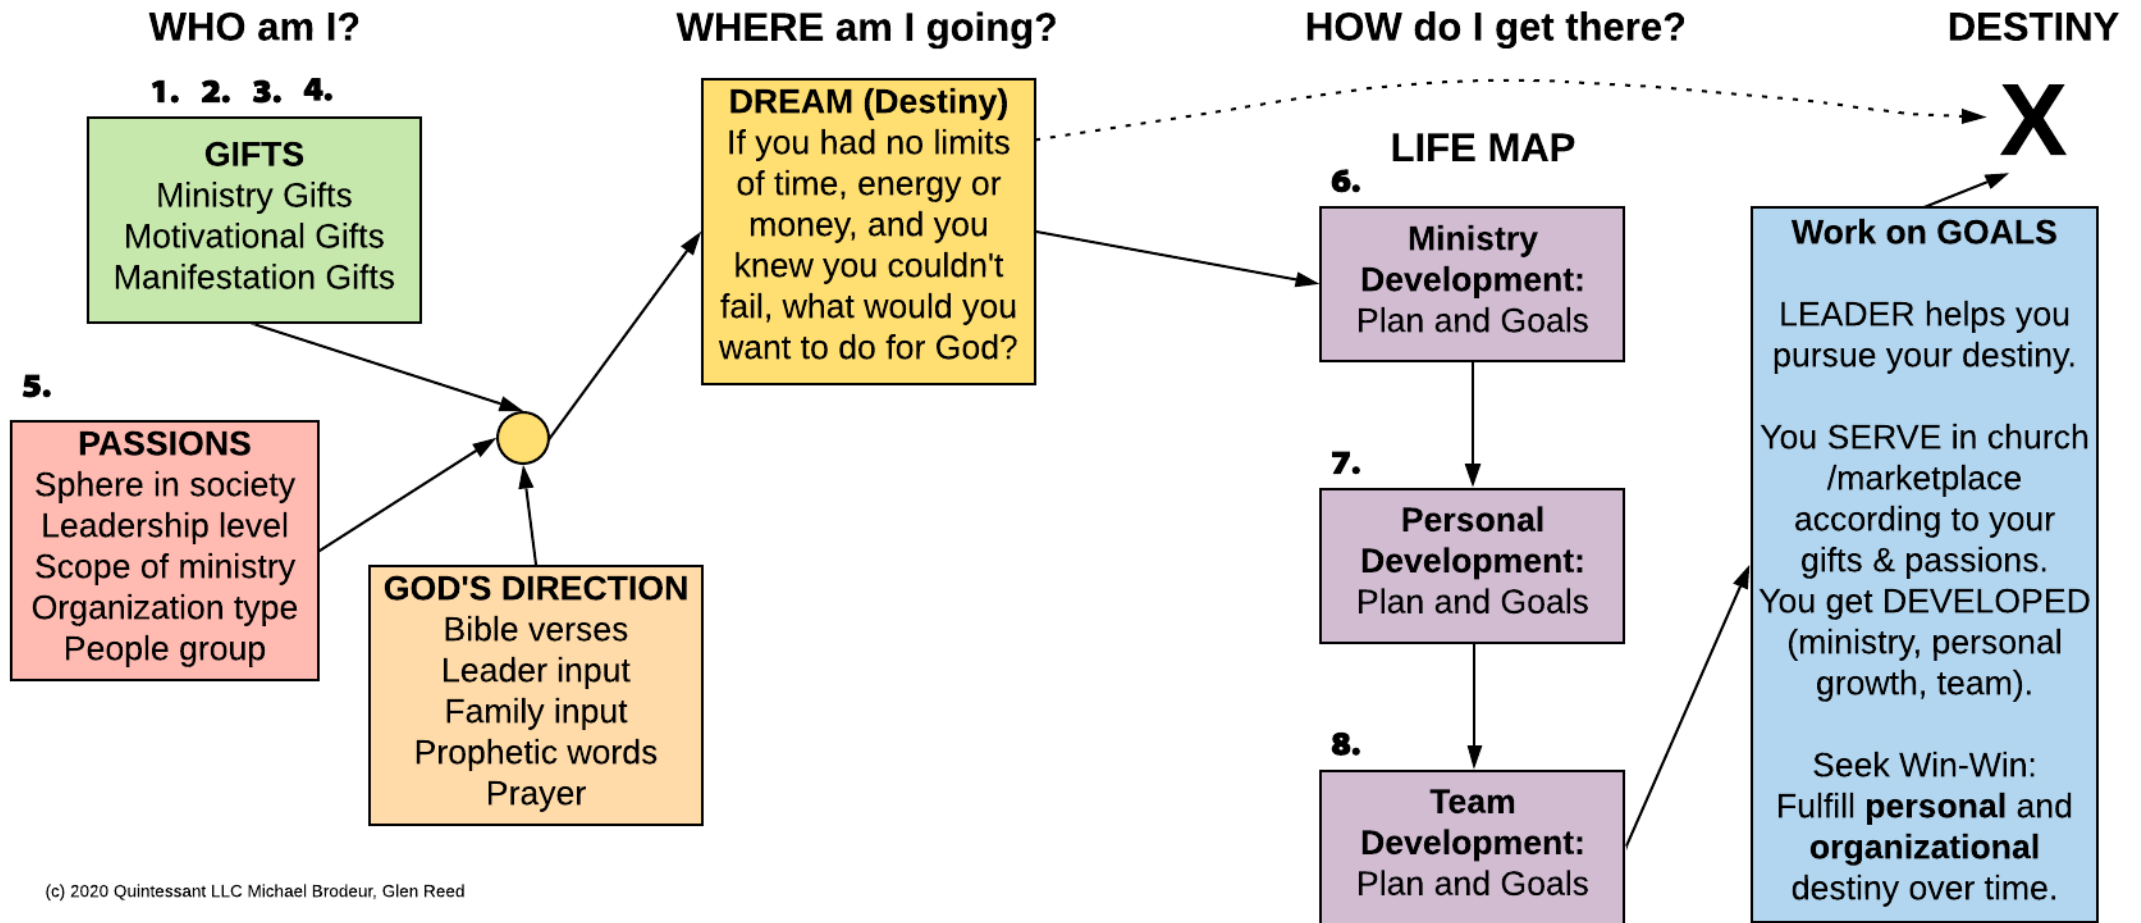 WHO am I?
WHERE am I going?
HOW do I get there?
DESTINY
1. 2. 3. 4.
GIFTS
Ministry Gifts
Motivational Gifts
Manifestation Gifts
5.
PASSIONS
Sphere in society
Leadership level
Scope of ministry
Organization type
People group
GOD'S DIRECTION
Bible verses
Leader input
Family input
Prophetic words
Prayer
DREAM (Destiny)
If you had no limits
of time, energy or
money, and you
knew you couldn't
fail, what would you
want to do for God?
LIFE MAP
6.
Ministry
Development:
Plan and Goals
7.
Personal
Development:
Plan and Goals
8.
Team
Development:
Plan and Goals
X
Work on GOALS
LEADER helps you
pursue your destiny.
You SERVE in church
/marketplace
according to your
gifts & passions.
You get DEVELOPED
(ministry, personal
growth, team).
Seek Win-Win:
Fulfill personal and
organizational
destiny over time.
(c) 2020 Quintessant LLC Michael Brodeur, Glen Reed